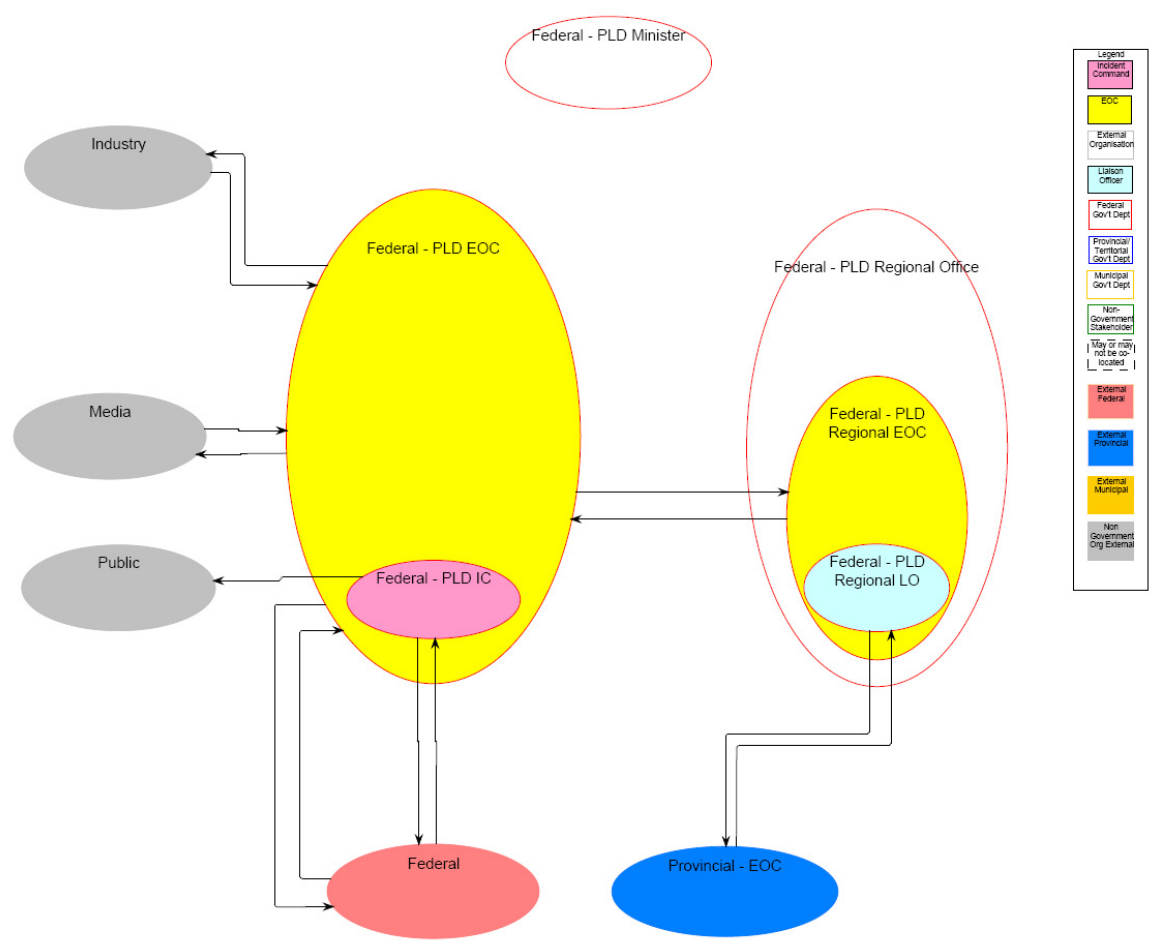 Federal - PLD Minister
Legend
Incident
Command
EOC
External
Organisation
Liaison
Officer
Federal
Gov't Dept
Provincial/
Territorial
Gov't Dept
Municipal
Gov't Dept
Non-
Government
Stakeholder
May or may
not be co-
located
External
Federal
External
Provincial
External
Municipal
Non
Government
Org External
Industry
Federal - PLD EOC
Federal - PLD Regional Office
Media
Federal - PLD
Regional EOC
Public
Federal - PLD IC
Federal - PLD
Regional LO
Federal
Provincial - EOC